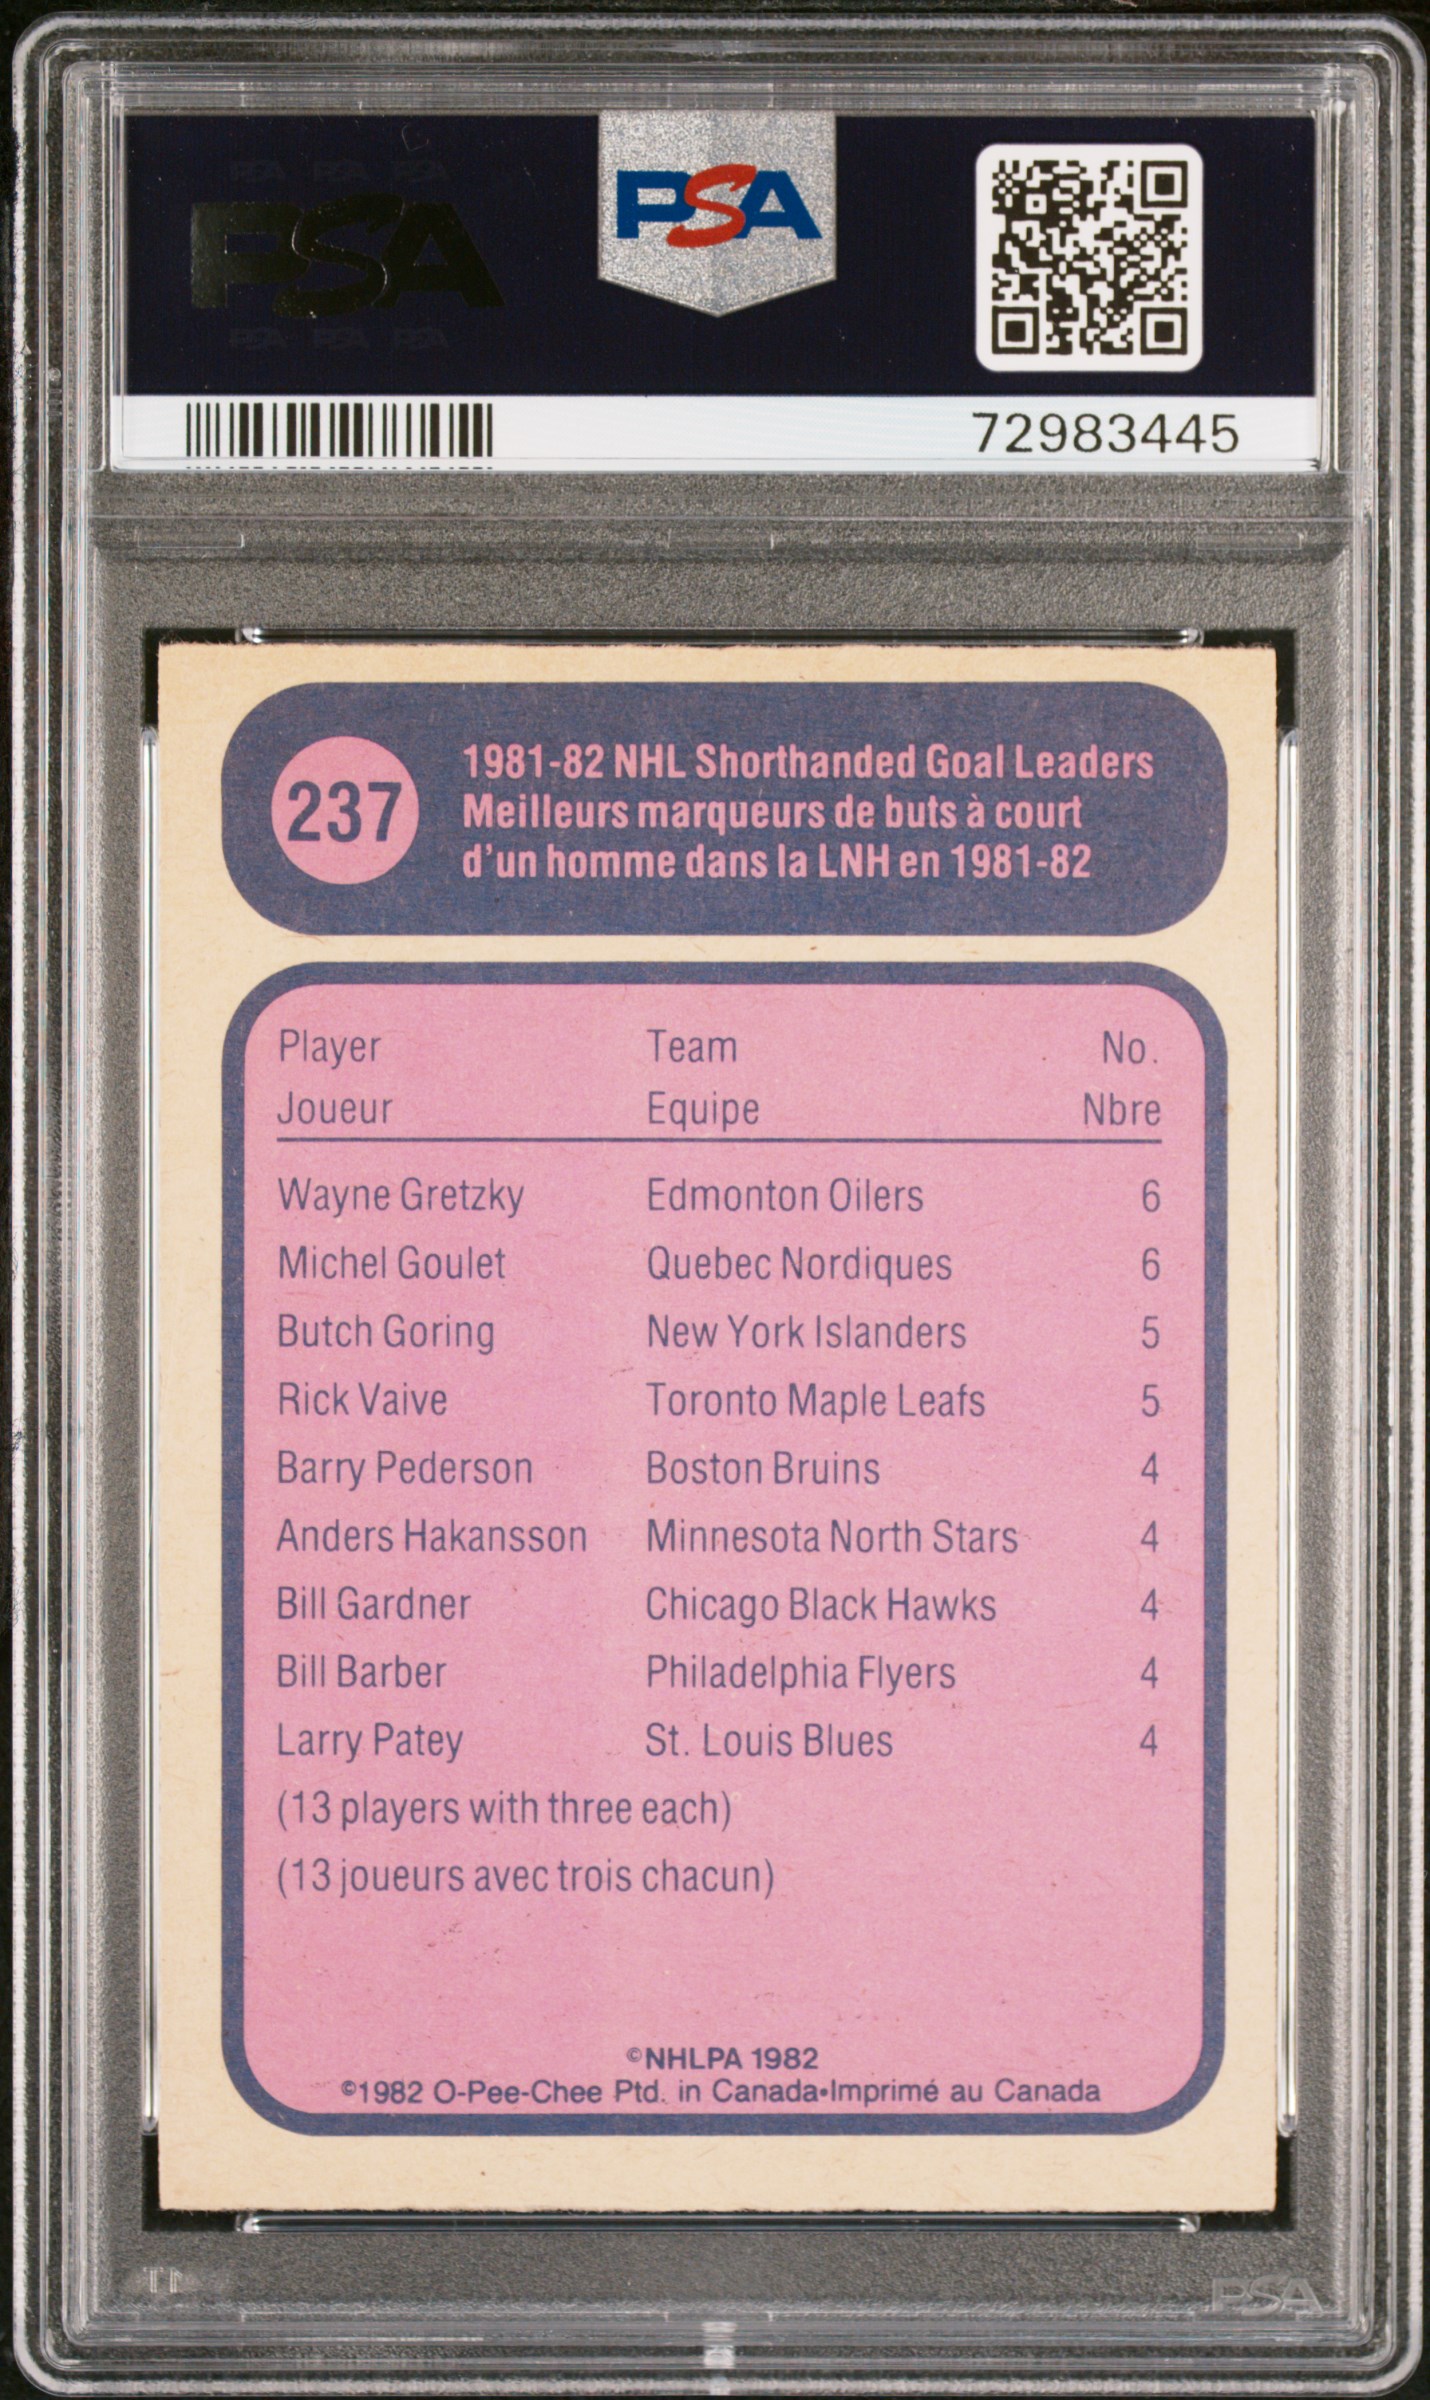 PSA
PSA
72983445
237
1981-82 NHL Shorthanded Goal Leaders
Meilleurs marqueurs de buts à court
d'un homme dans la LNH en 1981-82
Player Team No.
Joueur Equipe Nbre
Wayne Gretzky Edmonton Oilers 6
Michel Goulet Quebec Nordiques 6
Butch Goring New York Islanders 5
Rick Vaive Toronto Maple Leafs 5
Barry Pederson Boston Bruins 4
Anders Hakansson Minnesota North Stars 4
Bill Gardner Chicago Black Hawks 4
Bill Barber Philadelphia Flyers 4
Larry Patey St. Louis Blues 4
(13 players with three each)
(13 joueurs avec trois chacun)
©NHLPA 1982
©1982 O-Pee-Chee Ptd. in Canada•Imprimé au Canada
PSA